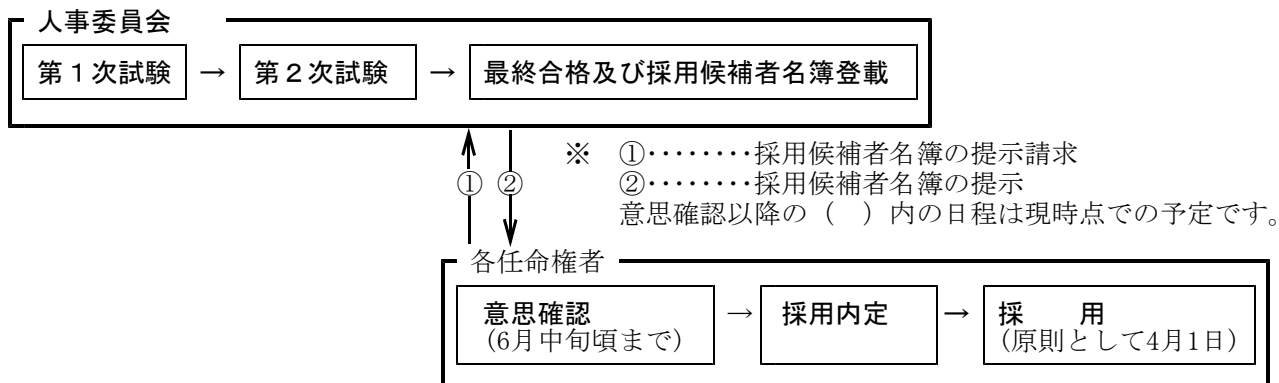 人事委員会
第1次試験 → 第2次試験 → 最終合格及び採用候補者名簿登載
① ②
※ ①‥‥‥‥採用候補者名簿の提示請求
②‥‥‥‥採用候補者名簿の提示
意思確認以降の（　）内の日程は現時点での予定です。
各任命権者
意思確認 → 採用内定 → 採　　用
(6月中旬頃まで) (原則として4月1日)